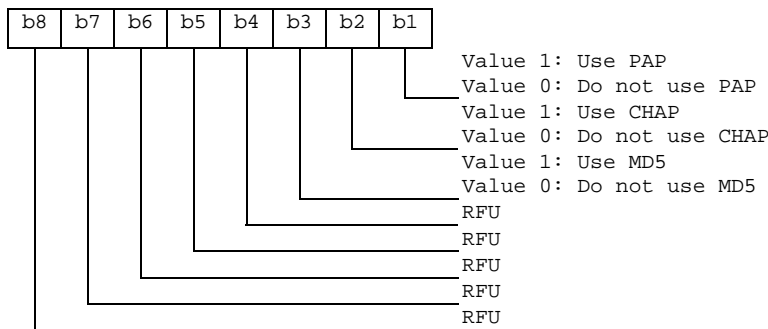 b8 b7 b6 b5 b4 b3 b2 b1
Value 1: Use PAP
Value 0: Do not use PAP
Value 1: Use CHAP
Value 0: Do not use CHAP
Value 1: Use MD5
Value 0: Do not use MD5
RFU
RFU
RFU
RFU
RFU